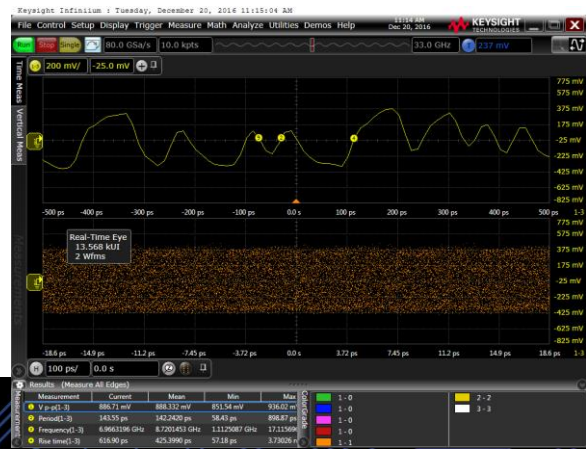 Keysight Infiniium : Tuesday, December 20, 2016 11:15:04 AM
File Control Setup Display Trigger Measure Math Analyze Utilities Demos Help
11:14 AM
Dec 20, 2016
KEYSIGHT
TECHNOLOGIES
Run Stop Single 80.0 GSa/s 10.0 kpts 33.0 GHz T 237 mV
1-3 200 mV/ -25.0 mV
Time Meas
Vertical Meas
Measurements
775 mV
575 mV
375 mV
175 mV
-25 mV
-225 mV
-425 mV
-625 mV
-825 mV
-500 ps -400 ps -300 ps -200 ps -100 ps 0.0 s 100 ps 200 ps 300 ps 400 ps 500 ps 1-3
Real-Time Eye
13.568 kUI
2 Wfms
775 mV
575 mV
375 mV
175 mV
-25 mV
-225 mV
-425 mV
-625 mV
-825 mV
-18.6 ps -14.9 ps -11.2 ps -7.45 ps -3.72 ps 0.0 s 3.72 ps 7.45 ps 11.2 ps 14.9 ps 18.6 ps 1-3
H 100 ps/ 0.0 s
Results (Measure All Edges)
Measurement Current Mean Min Max
V p-p(1-3) 886.71 mV 888.332 mV 851.54 mV 936.02 m
Period(1-3) 143.55 ps 142.2420 ps 58.43 ps 898.87 p
Frequency(1-3) 6.9663196 GHz 8.7201453 GHz 1.1125087 GHz 17.11569
Rise time(1-3) 616.90 ps 425.3990 ps 57.18 ps 3.73026 n
ColorGrade
1 - 0
1 - 0
1 - 0
1 - 0
1 - 1
2 - 2
3 - 3